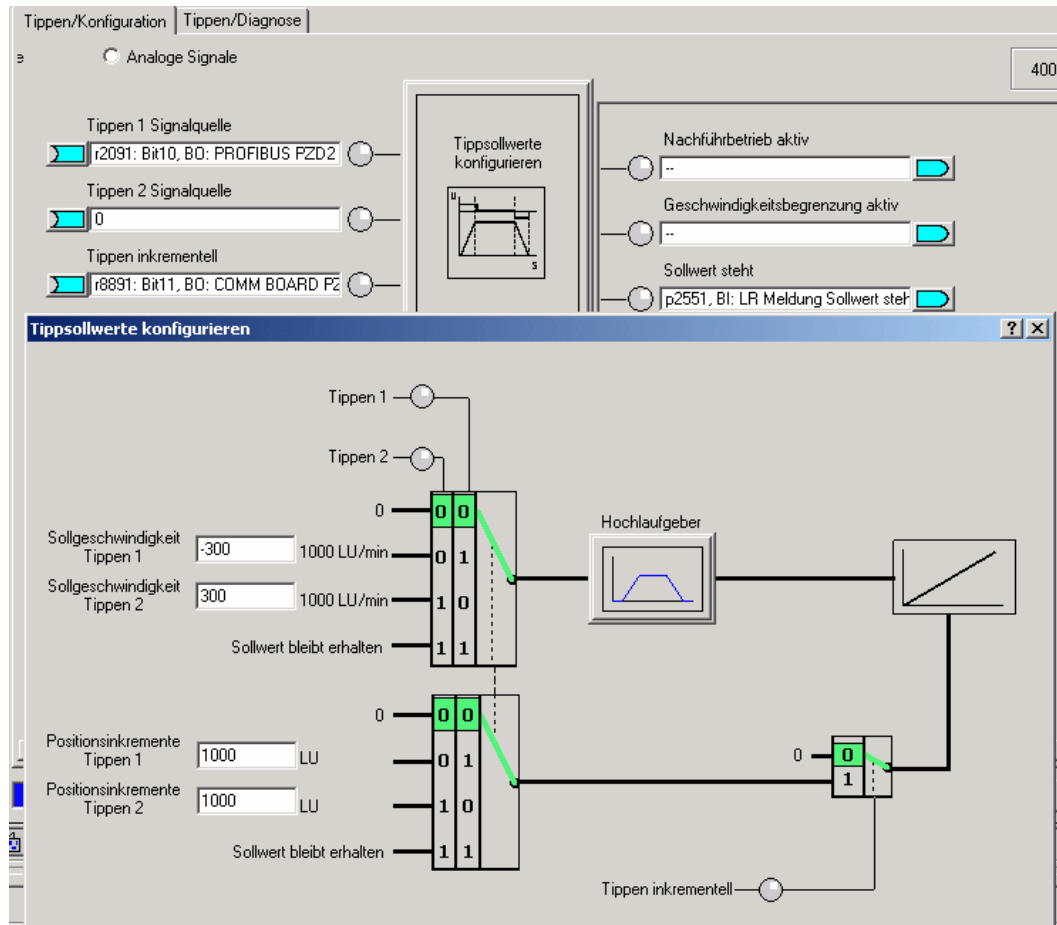 Tippen/Konfiguration Tippen/Diagnose
e Analoge Signale
400
Tippen 1 Signalquelle
r2091: Bit10, BO: PROFIBUS PZD2
Tippen 2 Signalquelle
0
Tippen inkrementell
r8891: Bit11, BO: COMM BOARD PZ
Tippsollwerte
konfigurieren
U
s
Nachführbetrieb aktiv
--
Geschwindigkeitsbegrenzung aktiv
--
Sollwert steht
p2551, BI: LR Meldung Sollwert steh
Tippsollwerte konfigurieren ?
Tippen 1
Tippen 2
0 0 0
Sollgeschwindigkeit
Tippen 1 -300 1000 LU/min 0 1
Sollgeschwindigkeit
Tippen 2 300 1000 LU/min 1 0
Sollwert bleibt erhalten 1 1
Hochlaufgeber
0 0 0
Positionsinkremente
Tippen 1 1000 LU 0 1
Positionsinkremente
Tippen 2 1000 LU 1 0
Sollwert bleibt erhalten 1 1
0 0
1
Tippen inkrementell